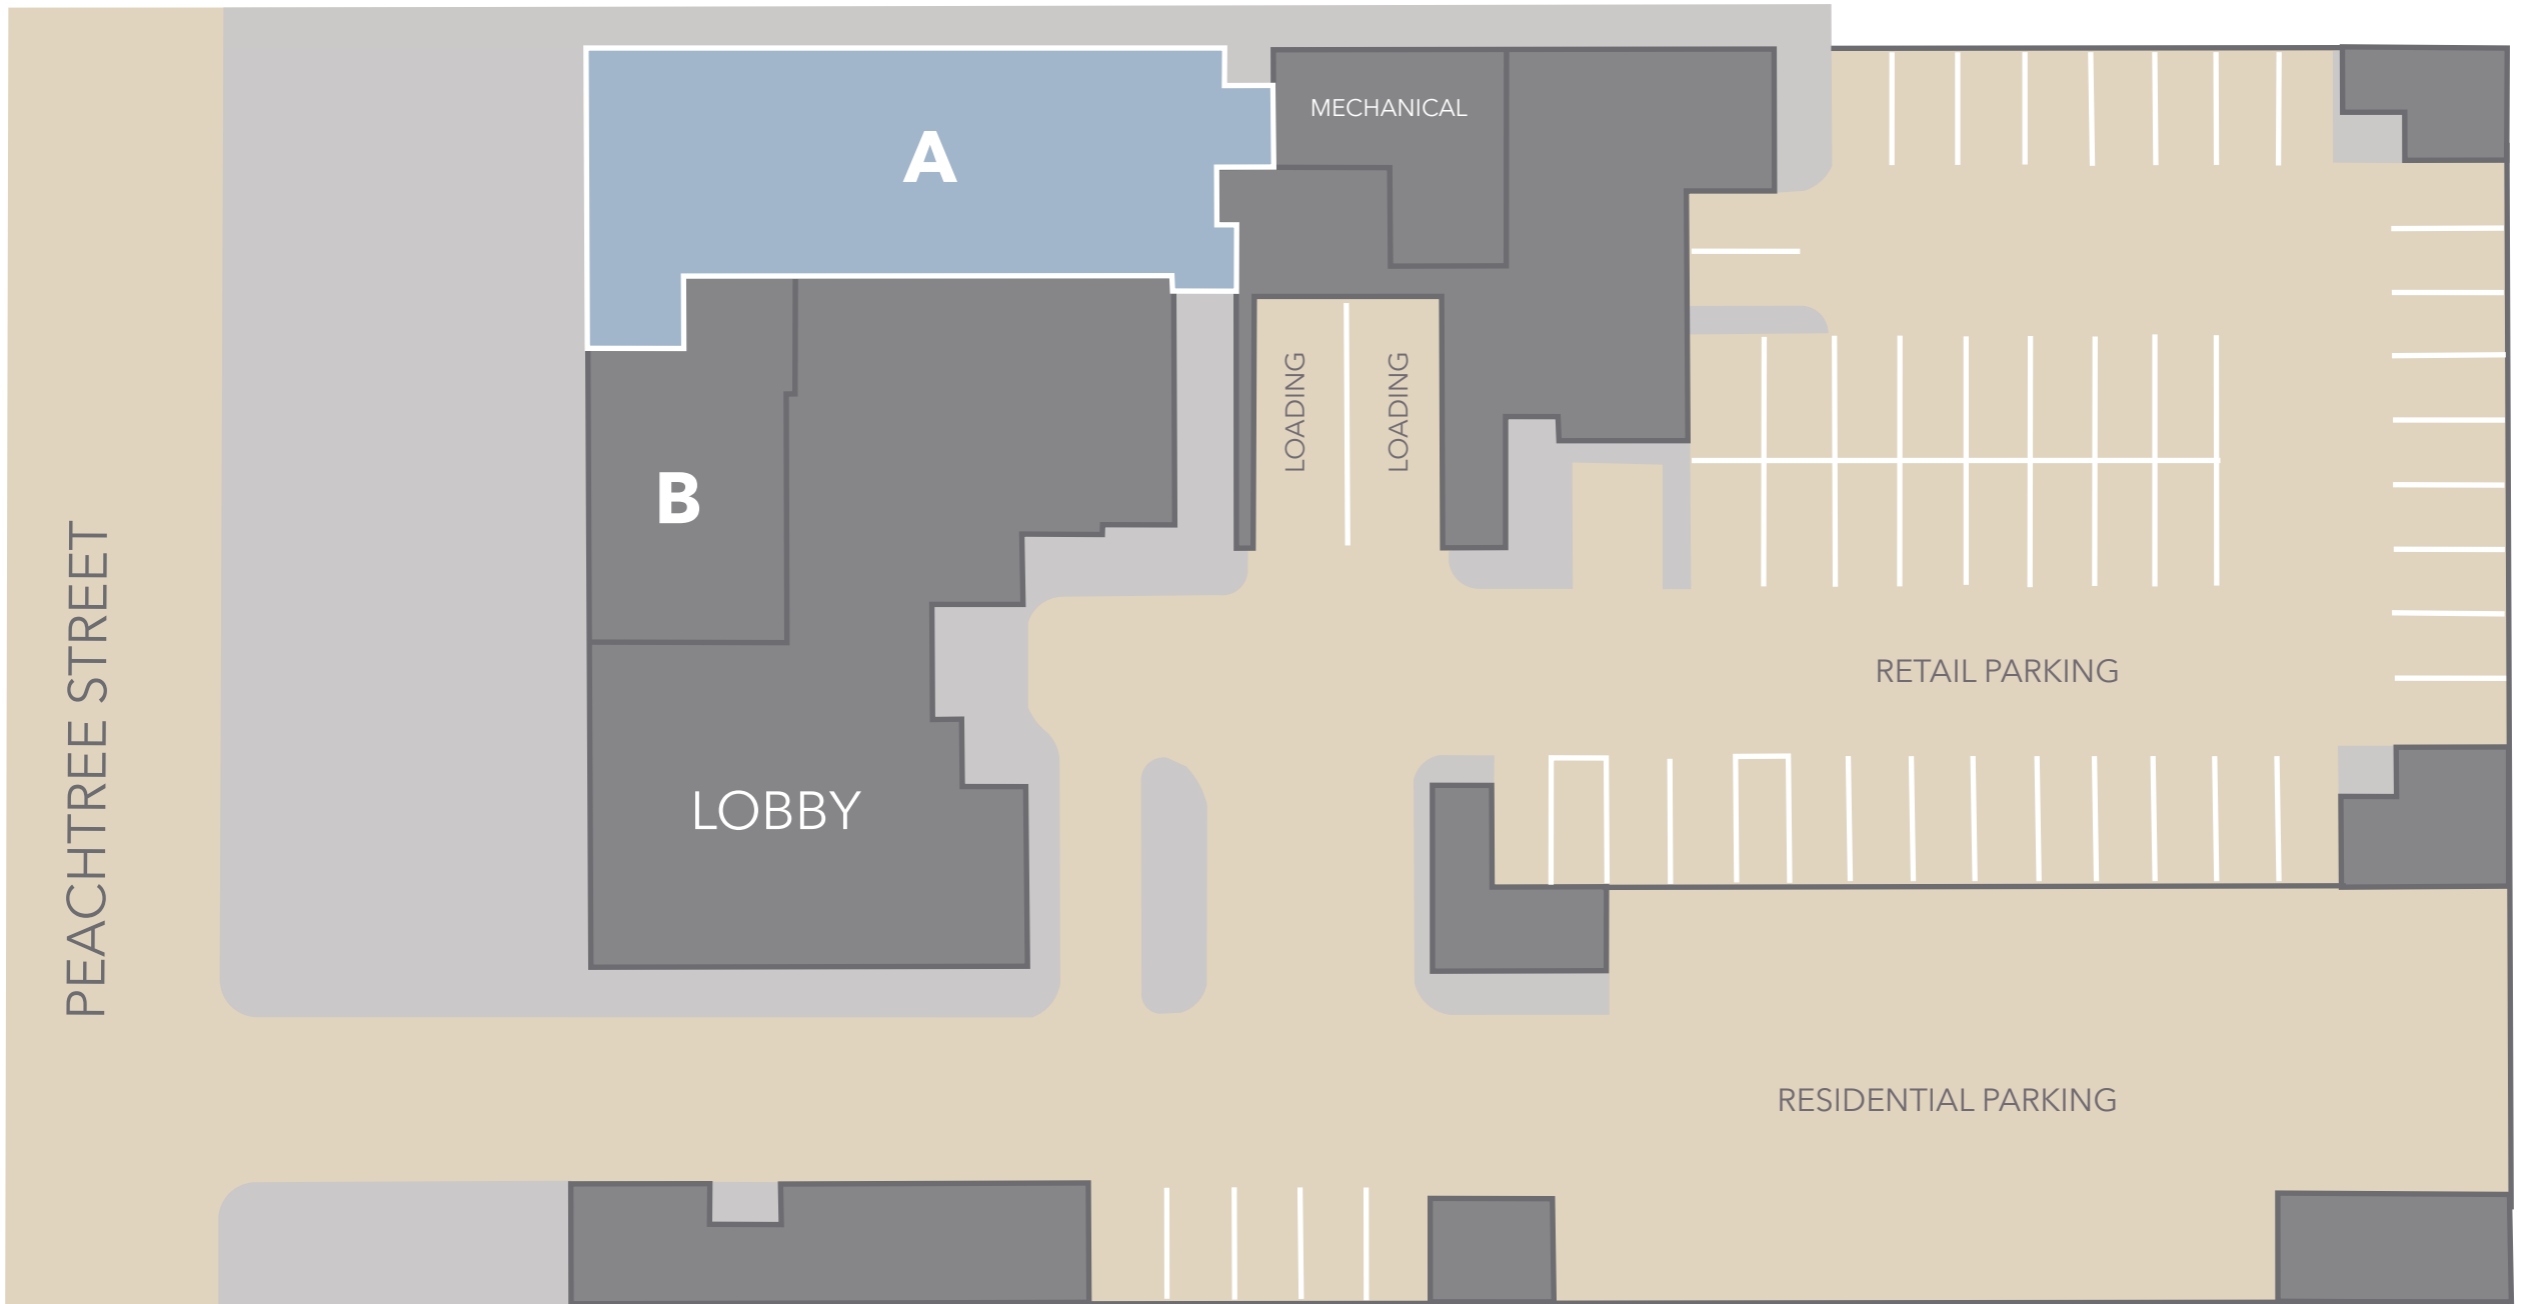 A
MECHANICAL
LOADING
LOADING
B
PEACHTREE STREET
RETAIL PARKING
LOBBY
RESIDENTIAL PARKING